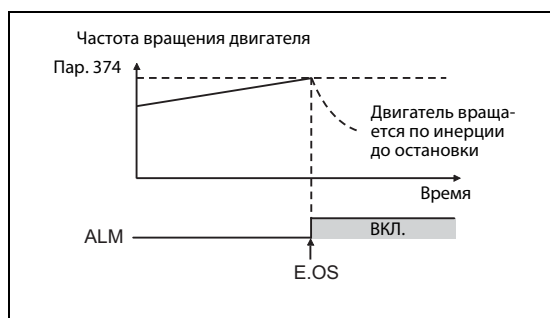 Частота вращения двигателя
Пар. 374
Двигатель враща-
ется по инерции
до остановки
Время
ALM
ВКЛ.
E.OS